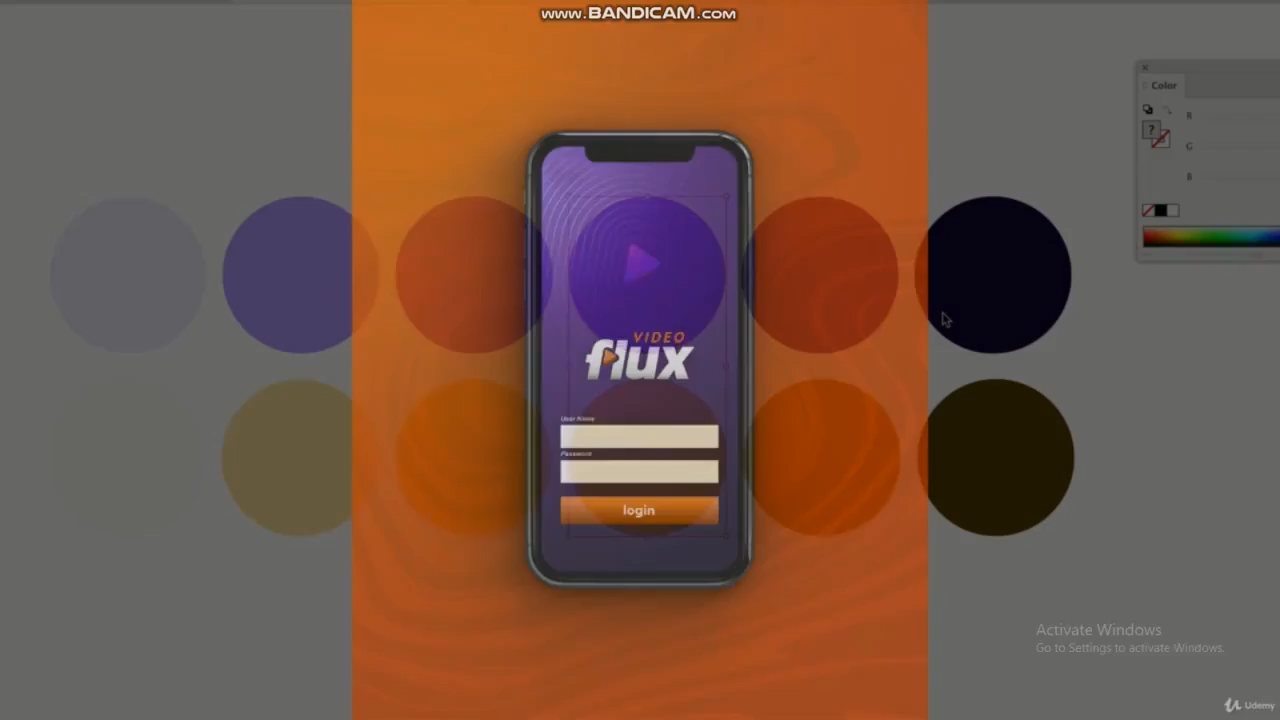 www.BANDICAM.com
Color
?
R
G
B
VIDEO
flux
User Name
Password
login
Activate Windows
Go to Settings to activate Windows.
Udemy